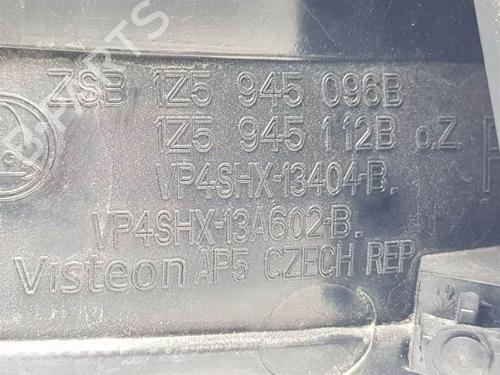 ZSB 1Z5 945 096B
1Z5 945 112B o.Z
VP4SHX-13404-B.
VP4SHX-13A602-B.
Visteon AP5 CZECH REP